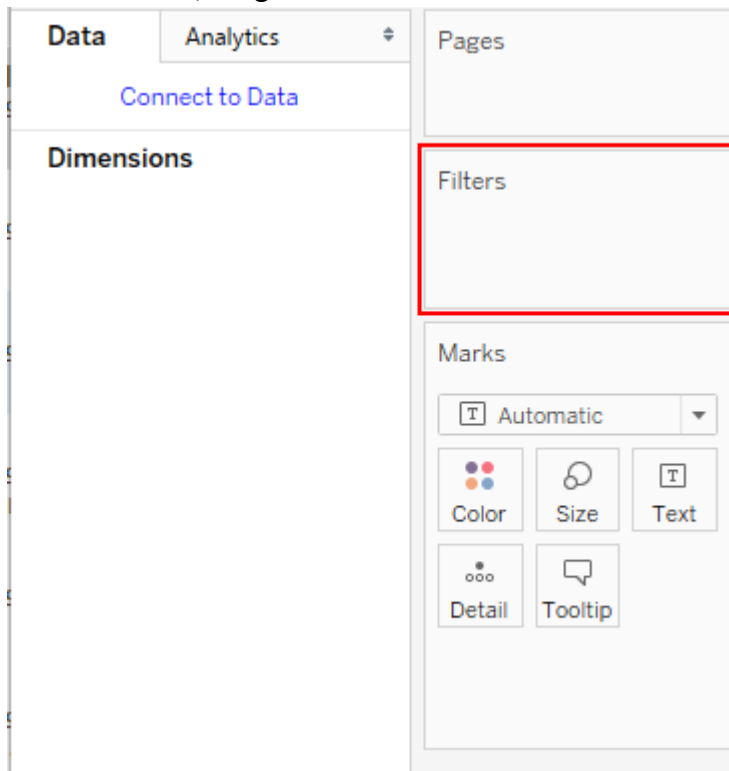 Data
Analytics
Connect to Data
Dimensions
Pages
Filters
Marks
T Automatic
Color
Size
T
Text
Detail
Tooltip